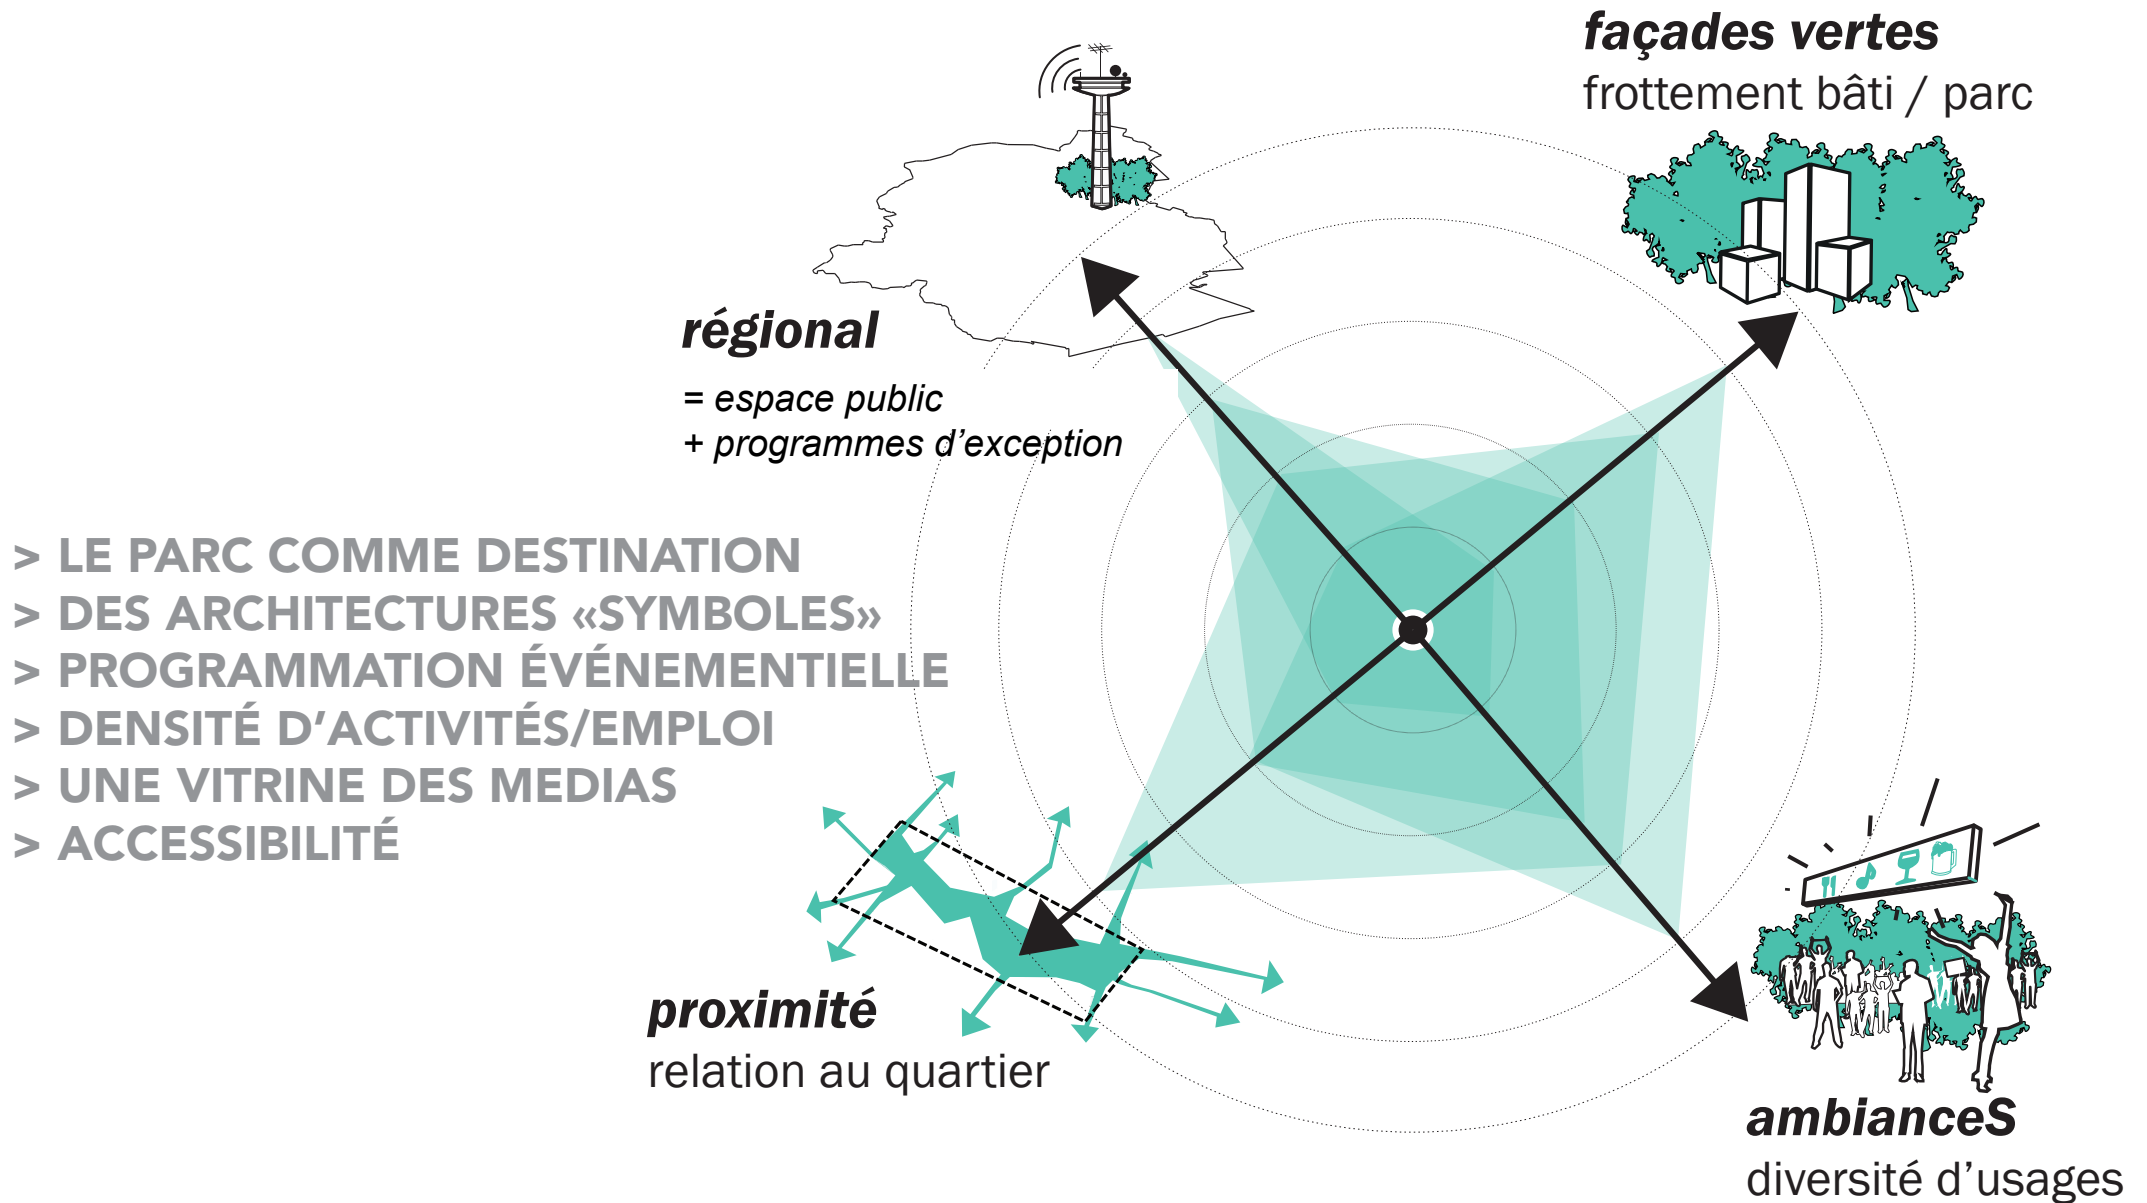 façades vertes
frottement bâti / parc
régional
= espace public
+ programmes d’exception
> LE PARC COMME DESTINATION
> DES ARCHITECTURES «SYMBOLES»
> PROGRAMMATION ÉVÉNEMENTIELLE
> DENSITÉ D’ACTIVITÉS/EMPLOI
> UNE VITRINE DES MEDIAS
> ACCESSIBILITÉ
proximité
relation au quartier
ambianceS
diversité d’usages